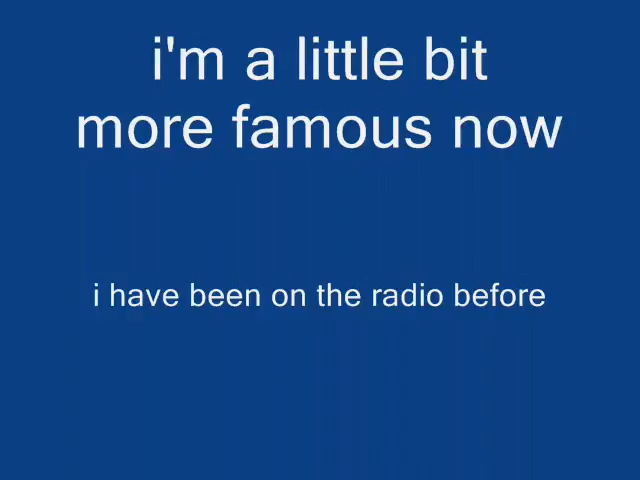 i'm a little bit
more famous now
i have been on the radio before